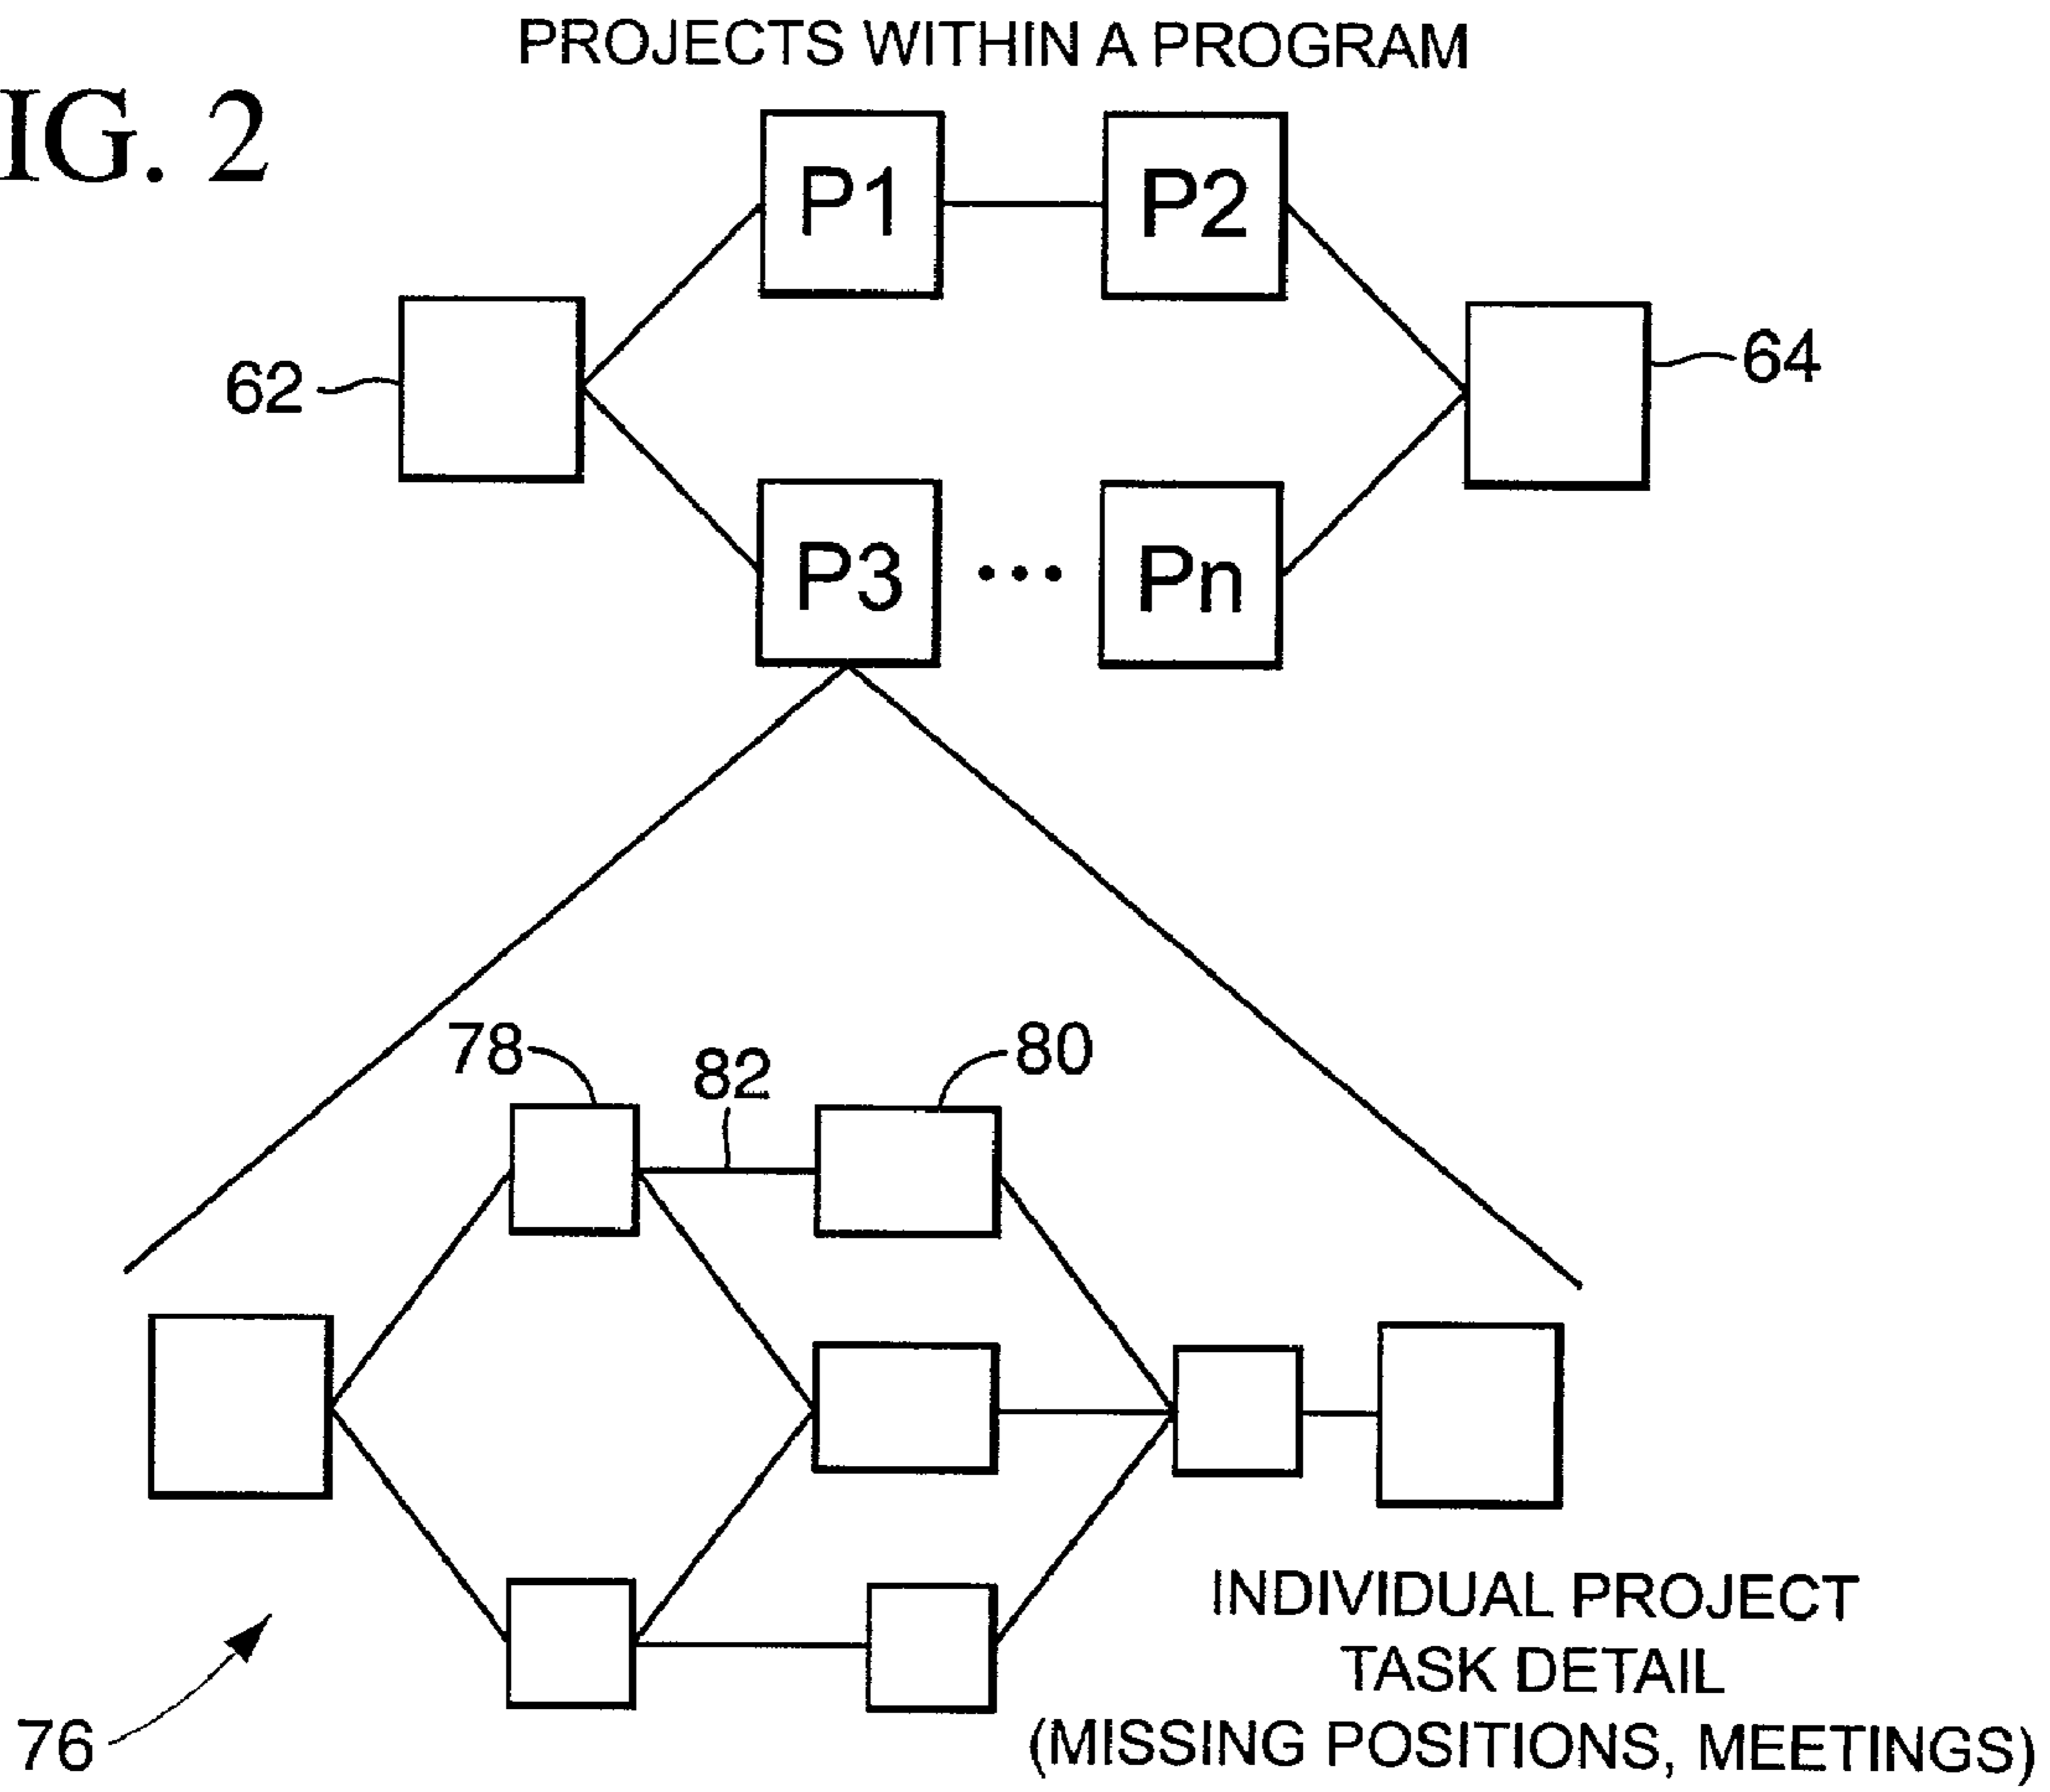 PROJECTS WITHIN A PROGRAM
IG. 2
P1 P2
62
64
P3 ••• Pn
78
82
80
INDIVIDUAL PROJECT
TASK DETAIL
(MISSING POSITIONS, MEETINGS)
76